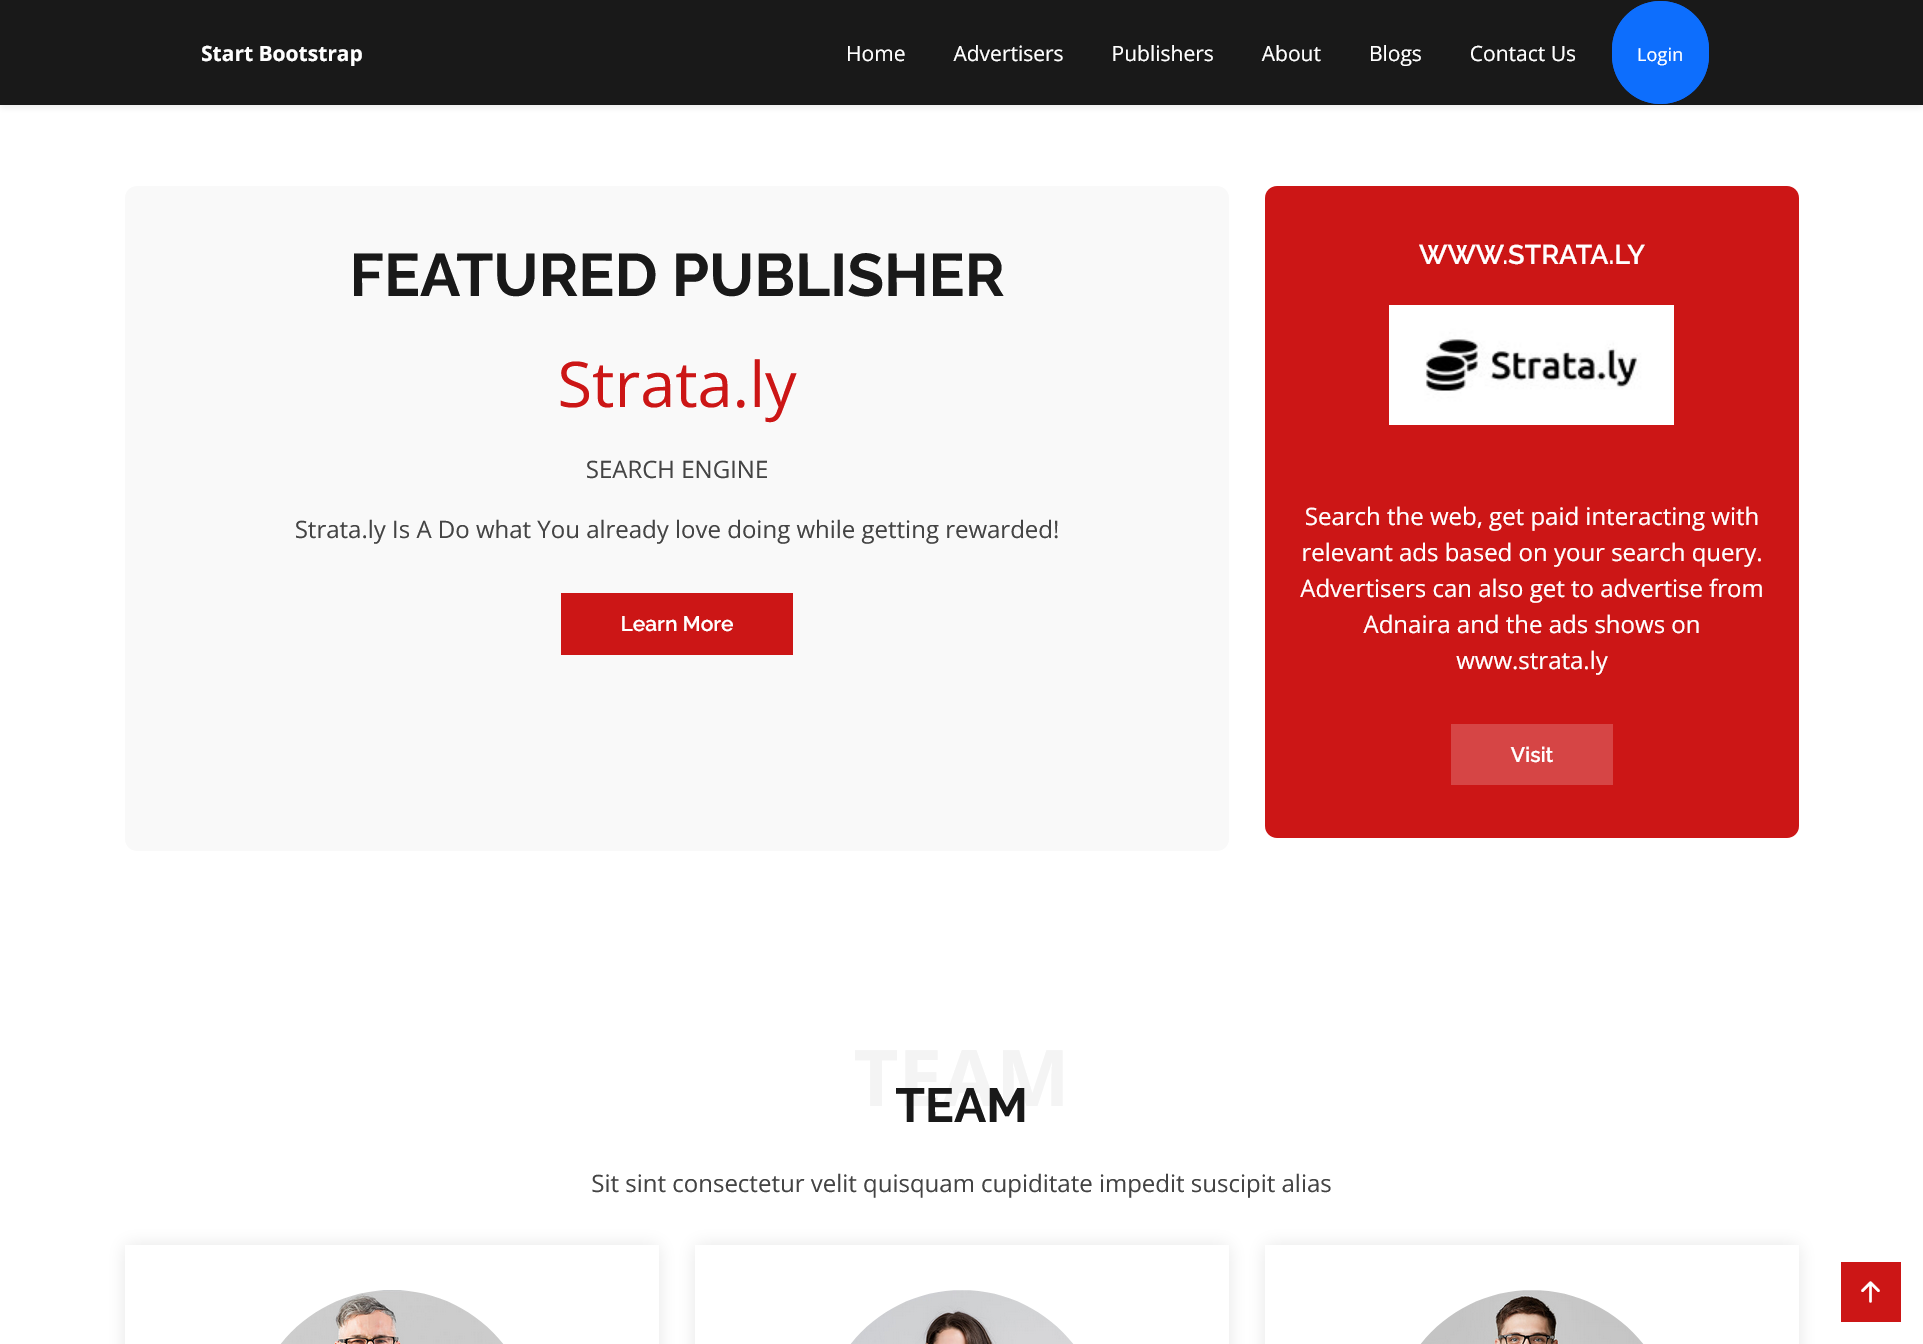 Start Bootstrap
Home Advertisers Publishers About Blogs Contact Us Login
FEATURED PUBLISHER
Strata.ly
SEARCH ENGINE
Strata.ly Is A Do what You already love doing while getting rewarded!
Learn More
WWW.STRATA.LY
Strata.ly
Search the web, get paid interacting with
relevant ads based on your search query.
Advertisers can also get to advertise from
Adnaira and the ads shows on
www.strata.ly
Visit
TEAM
TEAM
Sit sint consectetur velit quisquam cupiditate impedit suscipit alias